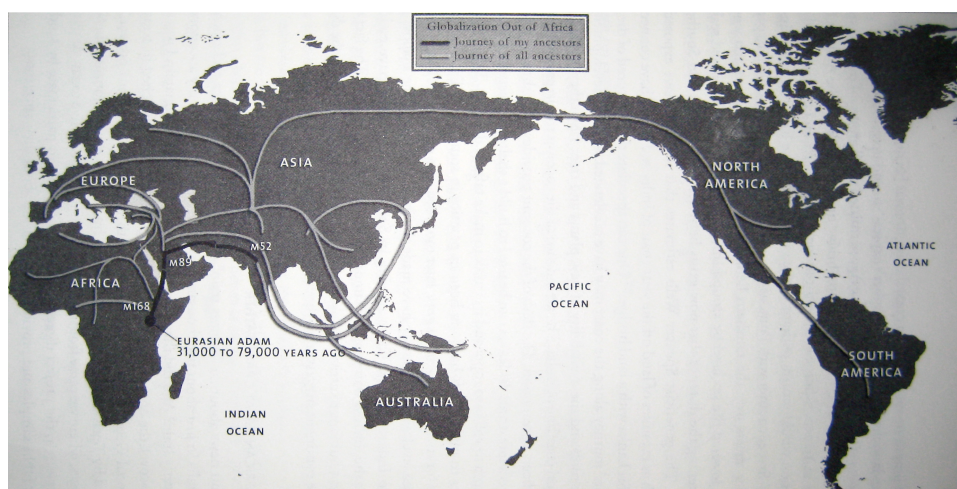 Globalization Out of Africa
Journey of my ancestors
Journey of all ancestors
ASIA
EUROPE
NORTH
AMERICA
M52
ATLANTIC
OCEAN
M89
AFRICA
PACIFIC
OCEAN
M168
EURASIAN ADAM
31,000 TO 79,000 YEARS AGO
SOUTH
AMERICA
AUSTRALIA
INDIAN
OCEAN